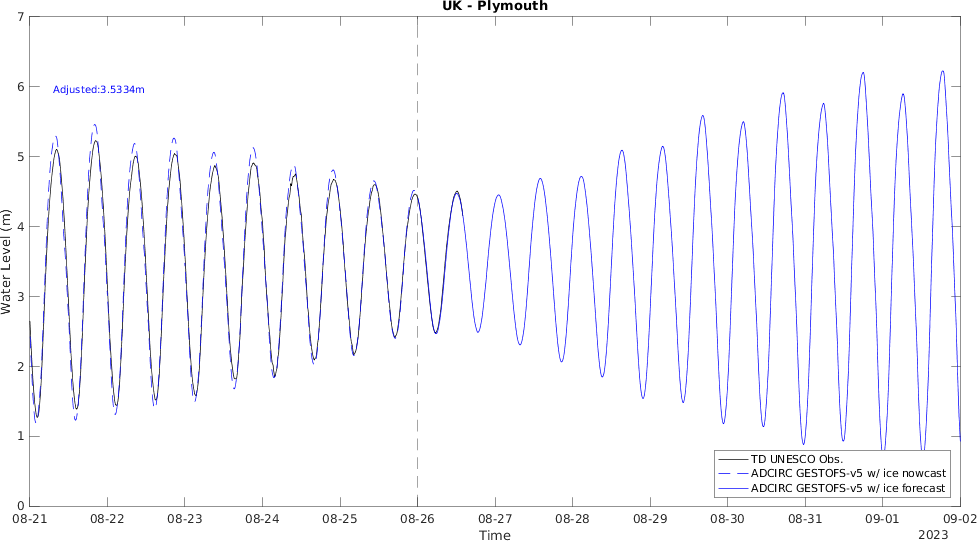 UK - Plymouth
7
6
5
4
3
2
1
0
Water Level (m)
Adjusted:3.5334m
TD UNESCO Obs.
ADCIRC GESTOFS-v5 w/ ice nowcast
ADCIRC GESTOFS-v5 w/ ice forecast
08-21 08-22 08-23 08-24 08-25 08-26 08-27 08-28 08-29 08-30 08-31 09-01 09-02
Time
2023